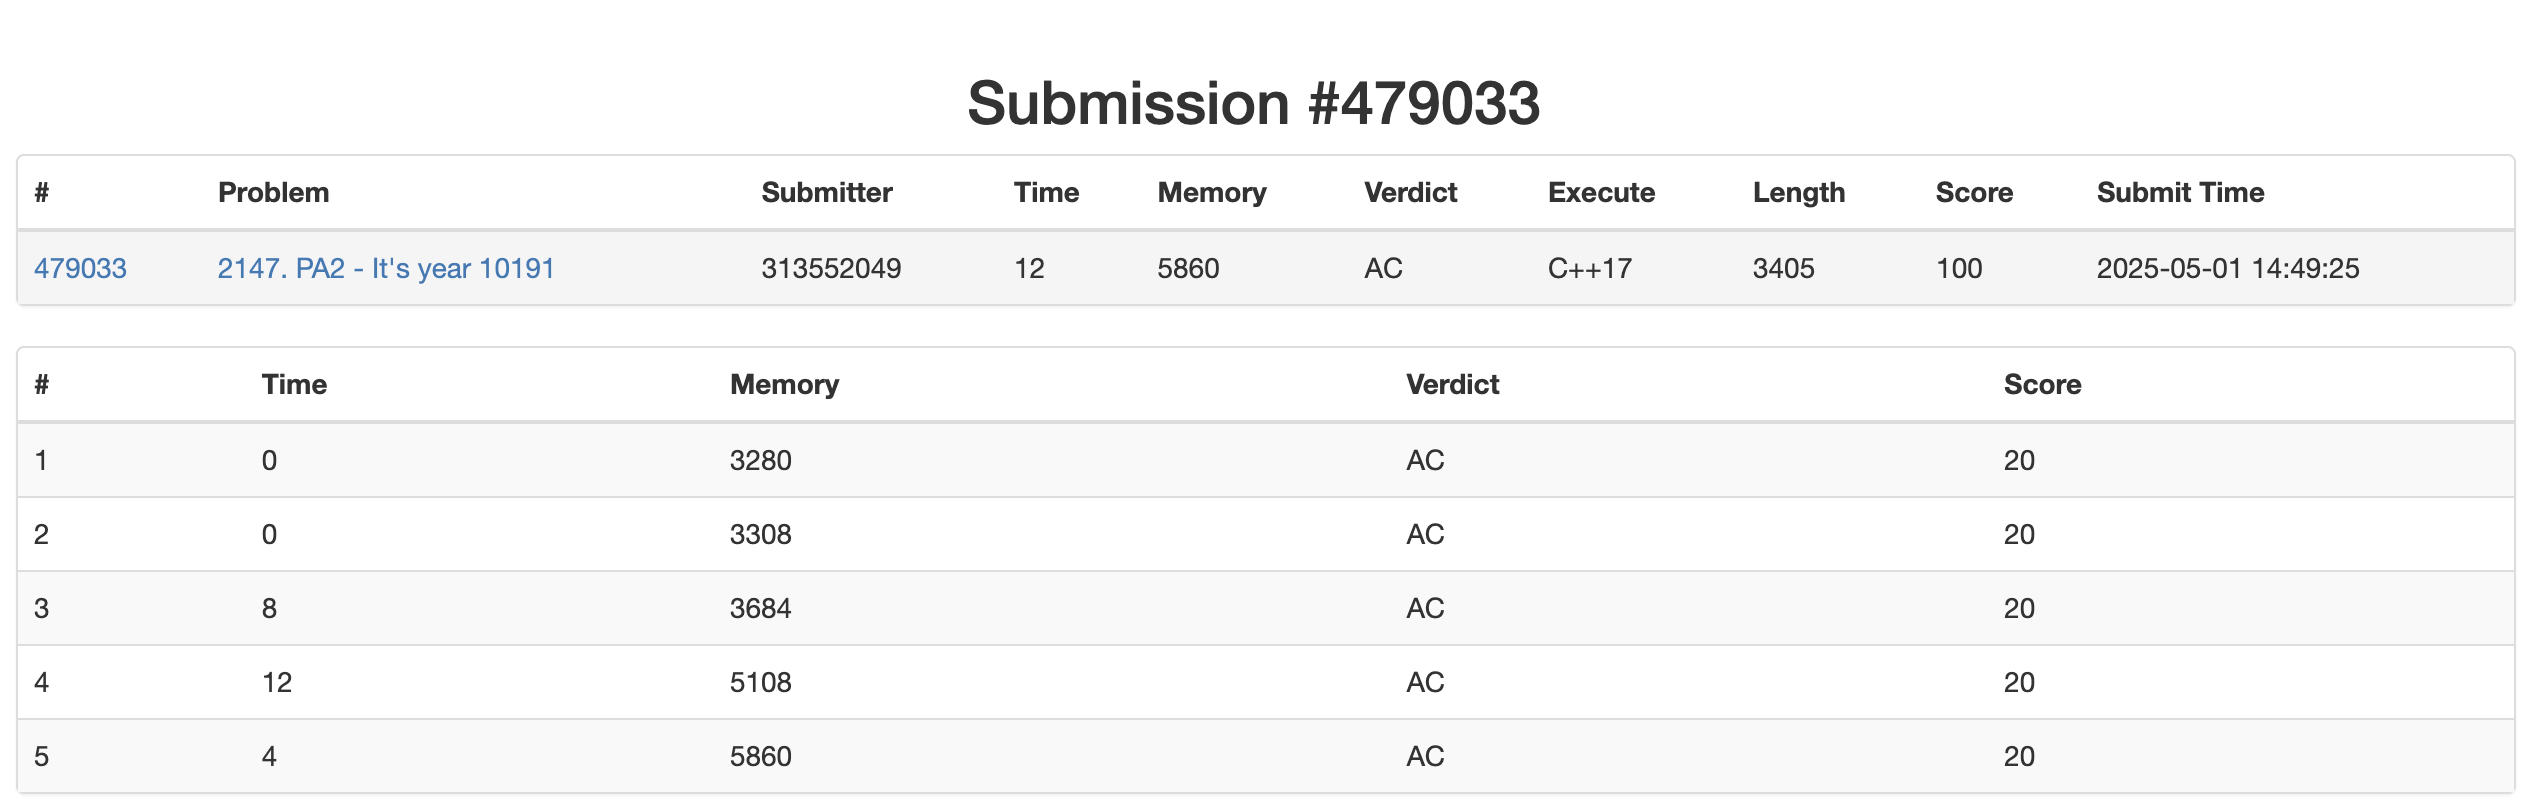 Submission #479033
# Problem Submitter Time Memory Verdict Execute Length Score Submit Time
479033 2147. PA2 - It's year 10191 313552049 12 5860 AC C++17 3405 100 2025-05-01 14:49:25
# Time Memory Verdict Score
1 0 3280 AC 20
2 0 3308 AC 20
3 8 3684 AC 20
4 12 5108 AC 20
5 4 5860 AC 20